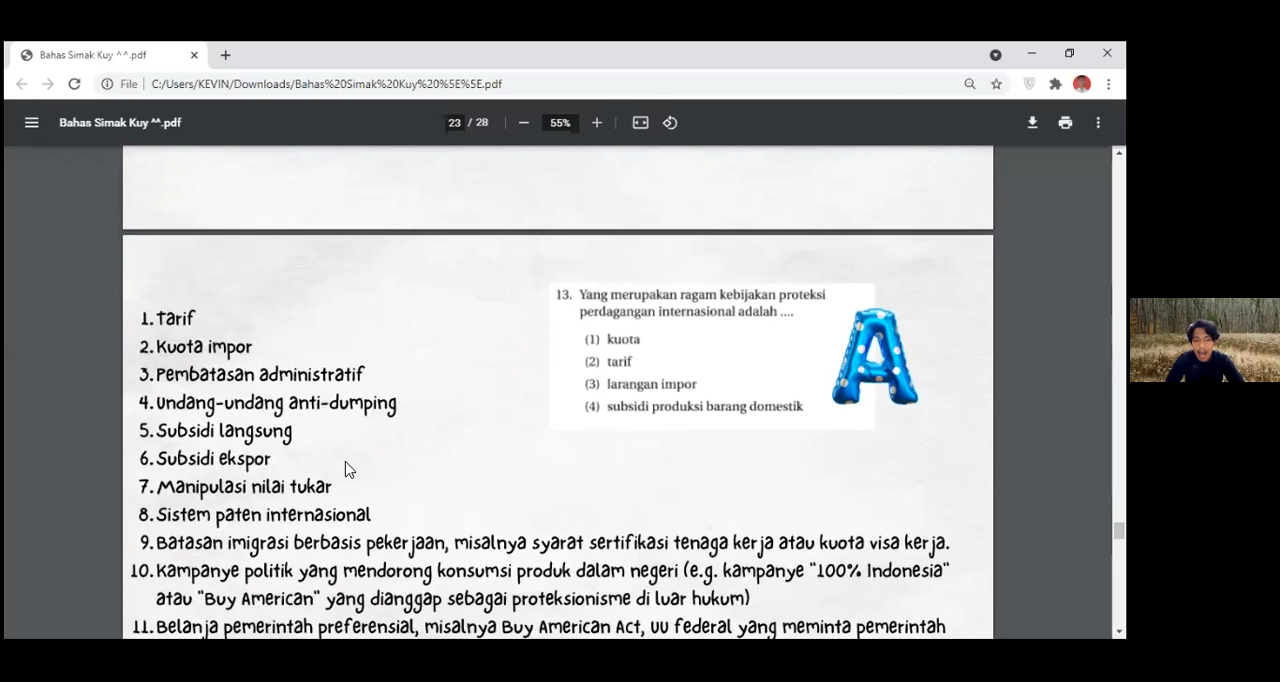 Bahas Simak Kuy ^^.pdf
File
C:/Users/KEVIN/Downloads/Bahas%20Simak%20Kuy%20%5E%5E.pdf
Bahas Simak Kuy ^^.pdf
23 / 28
55%
1. Tarif
2. Kuota impor
3. Pembatasan administratif
4. Undang-undang anti-dumping
5. Subsidi langsung
6. Subsidi ekspor
7. Manipulasi nilai tukar
8. Sistem paten internasional
9. Batasan imigrasi berbasis pekerjaan, misalnya syarat sertifikasi tenaga kerja atau kuota visa kerja.
10. Kampanye politik yang mendorong konsumsi produk dalam negeri (e.g. kampanye "100% Indonesia"
atau "Buy American" yang dianggap sebagai proteksionisme di luar hukum)
11. Belanja pemerintah preferensial, misalnya Buy American Act, UU federal yang meminta pemerintah
13. Yang merupakan ragam kebijakan proteksi
perdagangan internasional adalah ....
(1) kuota
(2) tarif
(3) larangan impor
(4) subsidi produksi barang domestik
A